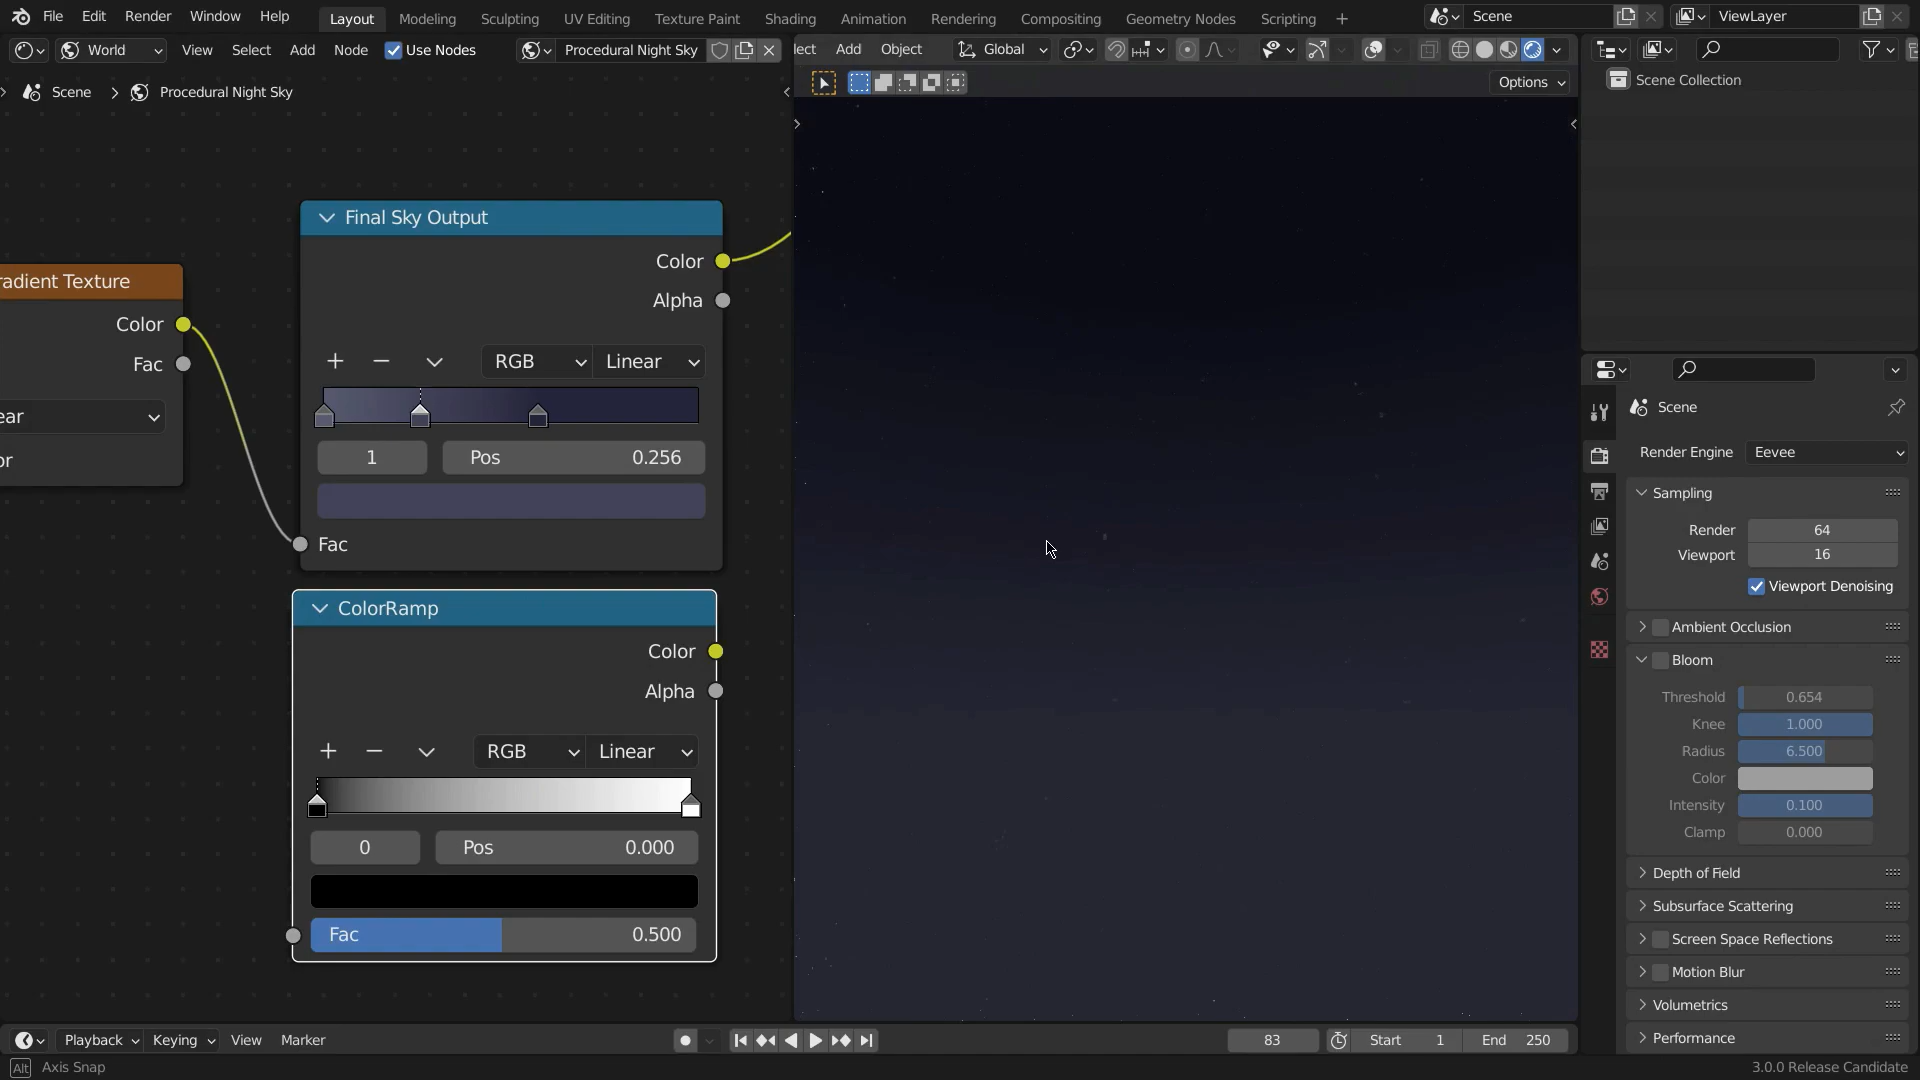 File Edit Render Window Help Layout Modeling Sculpting UV Editing Texture Paint Shading Animation Rendering Compositing Geometry Nodes Scripting + Scene ViewLayer
World View Select Add Node Use Nodes Procedural Night Sky lect Add Object Global
Options
Scene Collection
Scene > Procedural Night Sky
Final Sky Output
Color
Alpha
RGB Linear
1 Pos 0.256
Fac
radient Texture
Color
Fac
ear
or
ColorRamp
Color
Alpha
RGB Linear
0 Pos 0.000
Fac 0.500
Scene
Render Engine Eevee
Sampling
Render 64
Viewport 16
Viewport Denoising
Ambient Occlusion
Bloom
Threshold 0.654
Knee 1.000
Radius 6.500
Color
Intensity 0.100
Clamp 0.000
Depth of Field
Subsurface Scattering
Screen Space Reflections
Motion Blur
Volumetrics
Performance
Playback Keying View Marker 83 Start 1 End 250
Alt Axis Snap 3.0.0 Release Candidate